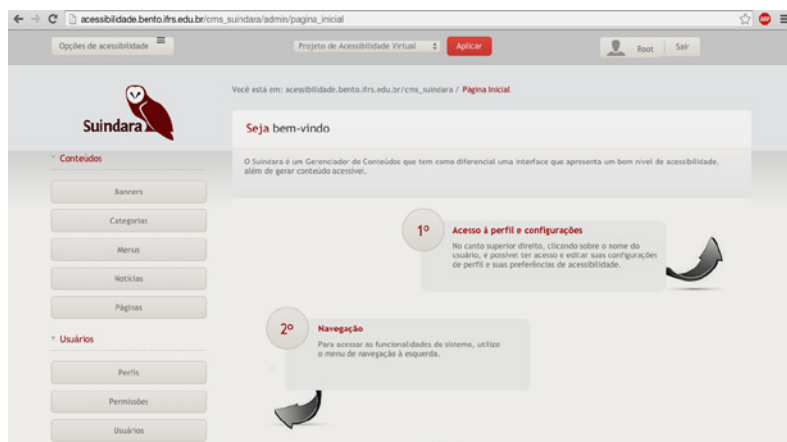 acessibilidade.bento.ifrs.edu.br/cms_suindara/admin/pagina_inicial
Opções de acessibilidade
Projeto de Acessibilidade Virtual
Aplicar
Root
Sair
Suindara
Você está em: acessibilidade.bento.ifrs.edu.br/cms_suindara / Página Inicial
Seja bem-vindo
O Suindara é um Gerenciador de Conteúdos que tem como diferencial uma interface que apresenta um bom nível de acessibilidade,
além de gerar conteúdo acessível.
Conteúdos
Banners
Categorias
Menus
Notícias
Páginas
Usuários
Perfis
Permissões
Usuários
1º
Acesso à perfil e configurações
No canto superior direito, clicando sobre o nome do
usuário, é possível ter acesso e editar suas configurações
de perfil e suas preferências de acessibilidade.
2º
Navegação
Para acessar as funcionalidades do sistema, utilize
o menu de navegação à esquerda.